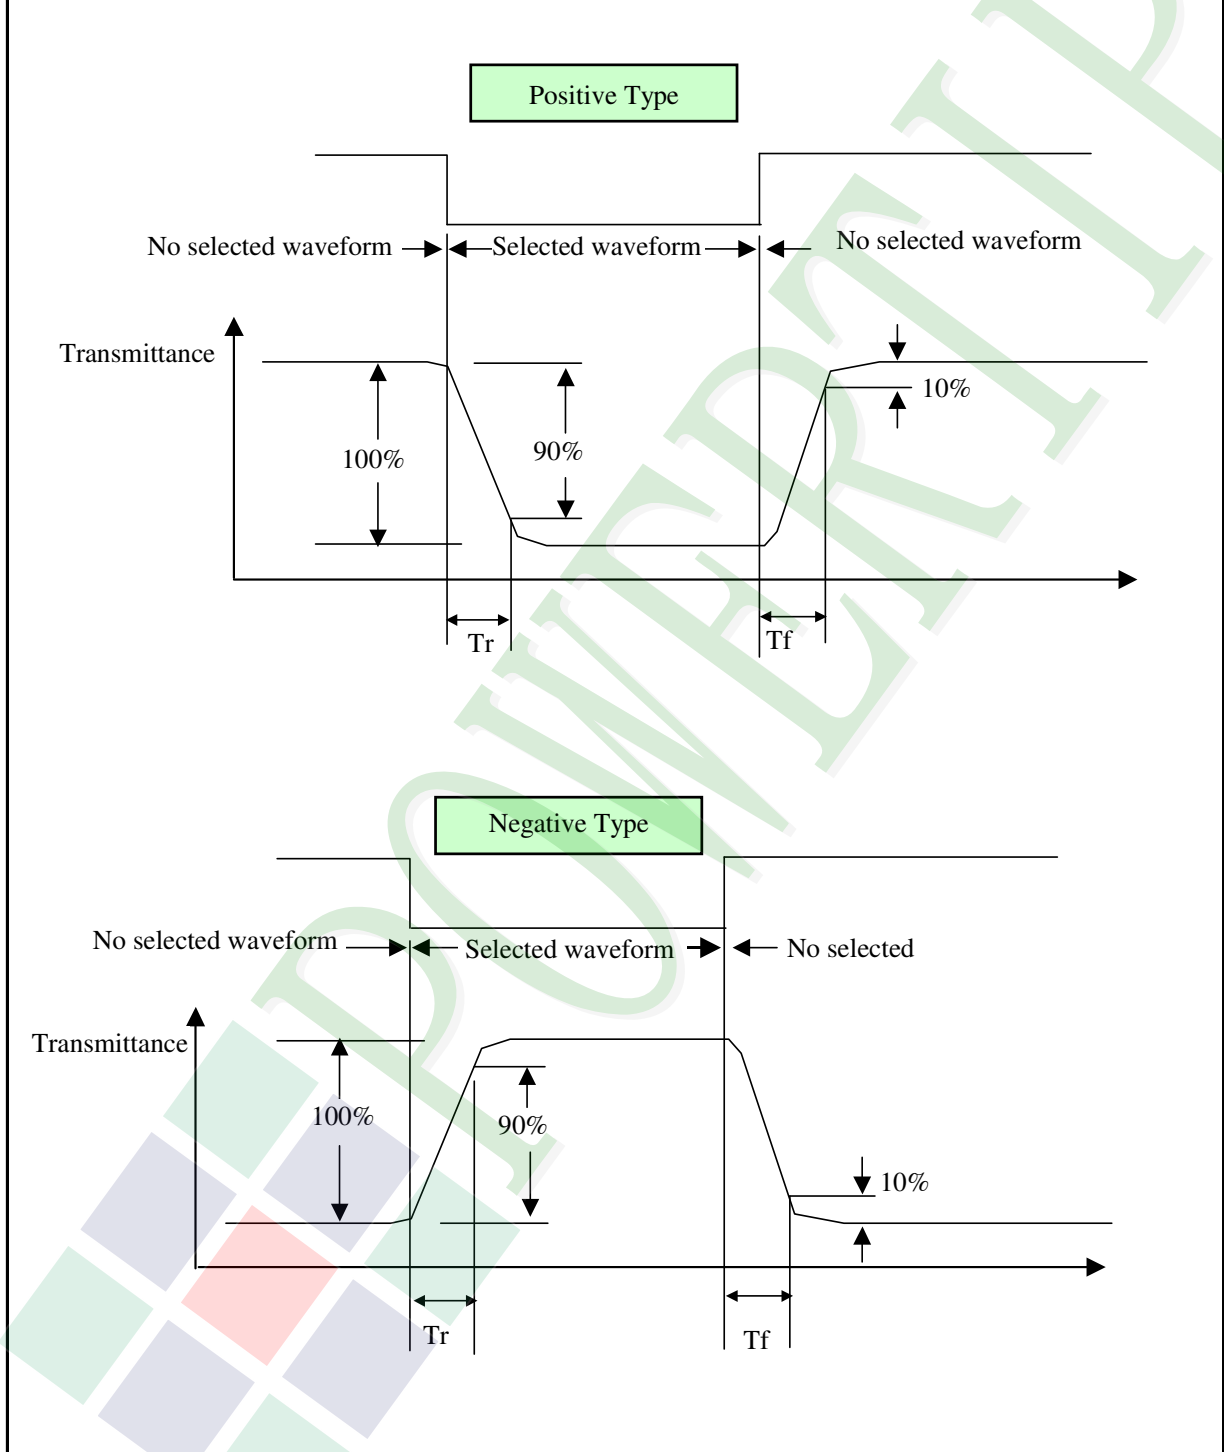 Positive Type
No selected waveform
Selected waveform
No selected waveform
Transmittance
10%
90%
100%
Tr
Tf
Negative Type
No selected waveform
Selected waveform
No selected
Transmittance
100%
90%
10%
Tr
Tf
POWERTIP